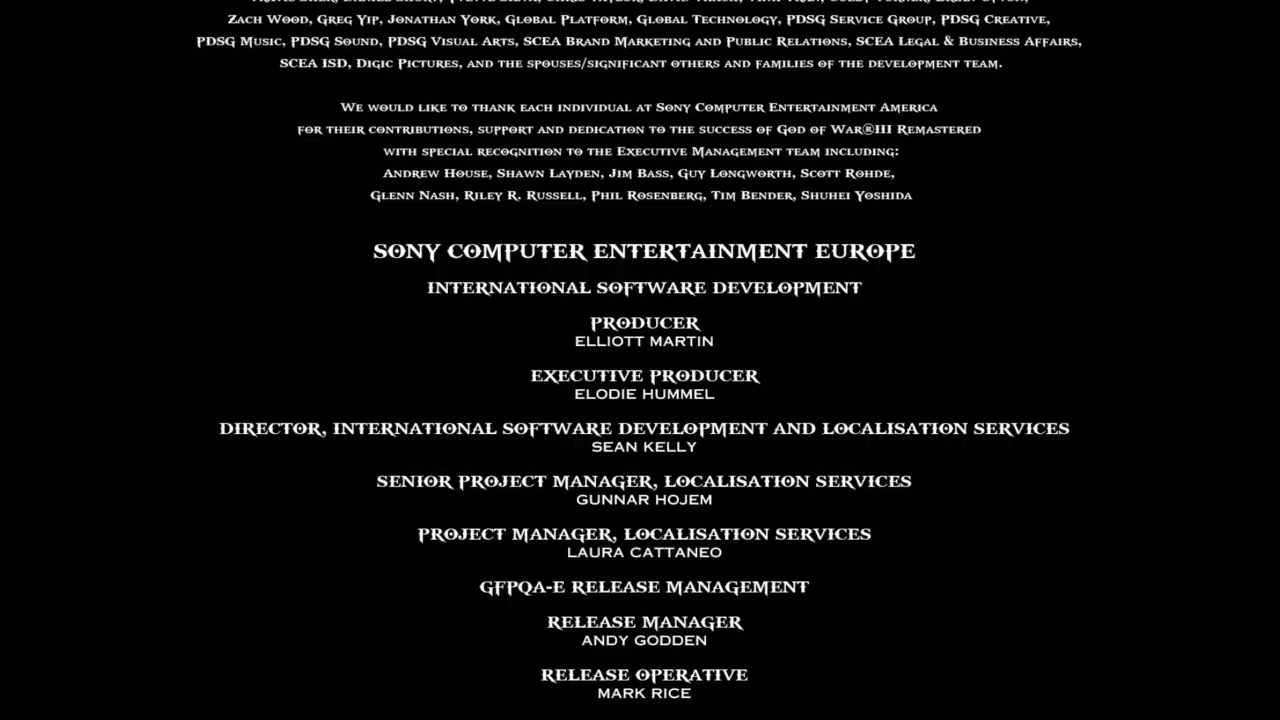 Zach Wood, Greg Yip, Jonathan York, Global Platform, Global Technology, PDSG Service Group, PDSG Creative,
PDSG Music, PDSG Sound, PDSG Visual Arts, SCEA Brand Marketing and Public Relations, SCEA Legal & Business Affairs,
SCEA ISD, Digic Pictures, and the spouses/significant others and families of the development team.
We would like to thank each individual at Sony Computer Entertainment America
for their contributions, support and dedication to the success of God of War®III Remastered
with special recognition to the Executive Management team including:
Andrew House, Shawn Layden, Jim Bass, Guy Longworth, Scott Rohde,
Glenn Nash, Riley R. Russell, Phil Rosenberg, Tim Bender, Shuhei Yoshida
SONY COMPUTER ENTERTAINMENT EUROPE
INTERNATIONAL SOFTWARE DEVELOPMENT
PRODUCER
ELLIOTT MARTIN
EXECUTIVE PRODUCER
ELODIE HUMMEL
DIRECTOR, INTERNATIONAL SOFTWARE DEVELOPMENT AND LOCALISATION SERVICES
SEAN KELLY
SENIOR PROJECT MANAGER, LOCALISATION SERVICES
GUNNAR HOJEM
PROJECT MANAGER, LOCALISATION SERVICES
LAURA CATTANEO
GFPQA-E RELEASE MANAGEMENT
RELEASE MANAGER
ANDY GODDEN
RELEASE OPERATIVE
MARK RICE